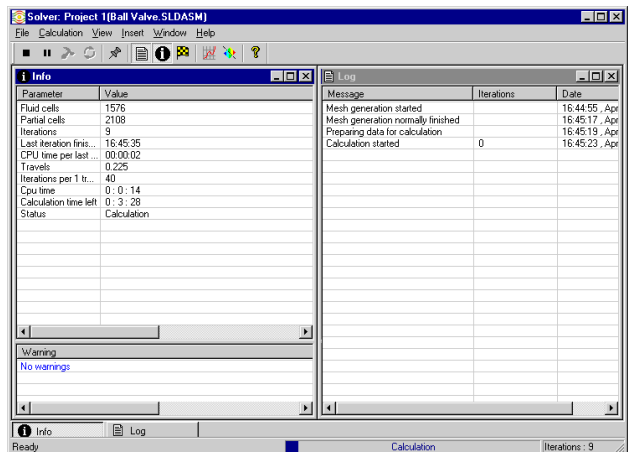 Solver: Project 1(Ball Valve.SLDASM)
File Calculation View Insert Window Help
Info
Parameter Value
Fluid cells 1576
Partial cells 2108
Iterations 9
Last iteration finis... 16:45:35
CPU time per last ... 00:00:02
Travels 0.225
Iterations per 1 tr... 40
Cpu time 0 : 0 : 14
Calculation time left 0 : 3 : 28
Status Calculation
Warning
No warnings
Log
Message Iterations Date
Mesh generation started 16:44:55 , Apr
Mesh generation normally finished 16:45:17 , Apr
Preparing data for calculation 16:45:19 , Apr
Calculation started 0 16:45:23 , Apr
Info Log
Ready Calculation Iterations : 9